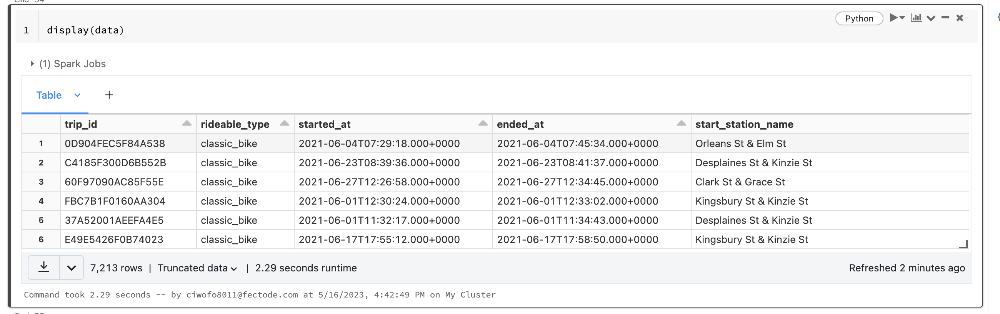 Cmd 54
Python
1 display(data)
(1) Spark Jobs
Table +
trip_id rideable_type started_at ended_at start_station_name
1 0D904FEC5F84A538 classic_bike 2021-06-04T07:29:18.000+0000 2021-06-04T07:45:34.000+0000 Orleans St & Elm St
2 C4185F300D6B552B classic_bike 2021-06-23T08:39:36.000+0000 2021-06-23T08:41:37.000+0000 Desplaines St & Kinzie St
3 60F97090AC85F55E classic_bike 2021-06-27T12:26:58.000+0000 2021-06-27T12:34:45.000+0000 Clark St & Grace St
4 FBC7B1F0160AA304 classic_bike 2021-06-01T12:30:24.000+0000 2021-06-01T12:33:02.000+0000 Kingsbury St & Kinzie St
5 37A52001AEEFA4E5 classic_bike 2021-06-01T11:32:17.000+0000 2021-06-01T11:34:43.000+0000 Desplaines St & Kinzie St
6 E49E5426F0B74023 classic_bike 2021-06-17T17:55:12.000+0000 2021-06-17T17:58:50.000+0000 Kingsbury St & Kinzie St
7,213 rows | Truncated data | 2.29 seconds runtime Refreshed 2 minutes ago
Command took 2.29 seconds -- by ciwofo8011@fectode.com at 5/16/2023, 4:42:49 PM on My Cluster